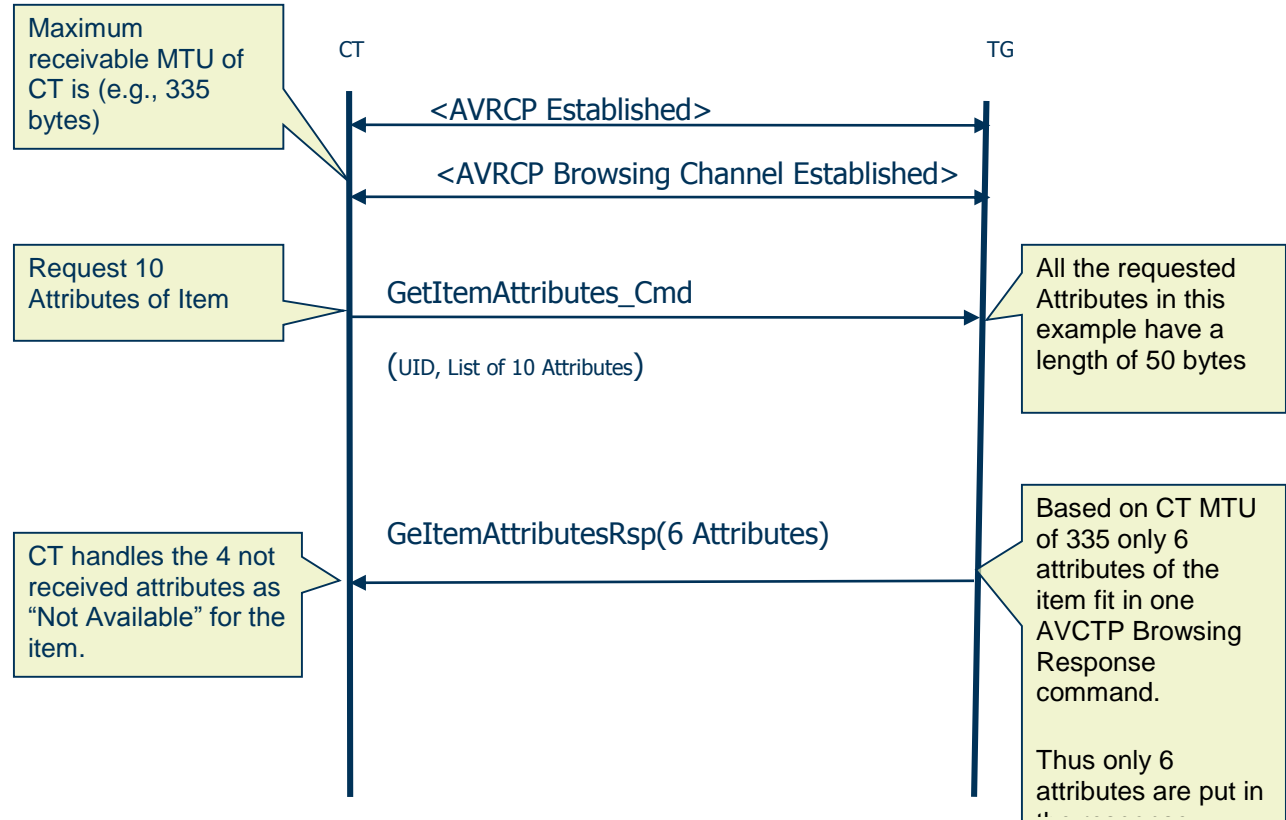 Maximum
receivable MTU of
CT is (e.g., 335
bytes)
CT
TG
<AVRCP Established>
<AVRCP Browsing Channel Established>
Request 10
Attributes of Item
GetItemAttributes_Cmd
(UID, List of 10 Attributes)
All the requested
Attributes in this
example have a
length of 50 bytes
GeItemAttributesRsp(6 Attributes)
CT handles the 4 not
received attributes as
“Not Available” for the
item.
Based on CT MTU
of 335 only 6
attributes of the
item fit in one
AVCTP Browsing
Response
command.
Thus only 6
attributes are put in